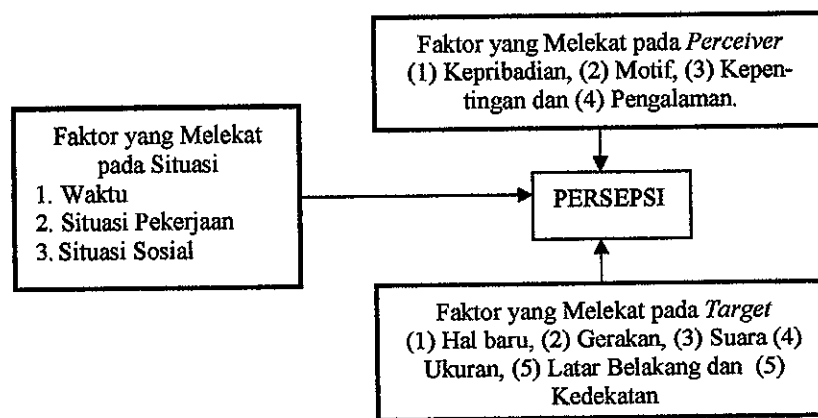 Faktor yang Melekat pada Perceiver
(1) Kepribadian, (2) Motif, (3) Kepen-
tingan dan (4) Pengalaman.
Faktor yang Melekat
pada Situasi
1. Waktu
2. Situasi Pekerjaan
3. Situasi Sosial
PERSEPSI
Faktor yang Melekat pada Target
(1) Hal baru, (2) Gerakan, (3) Suara (4)
Ukuran, (5) Latar Belakang dan (5)
Kedekatan